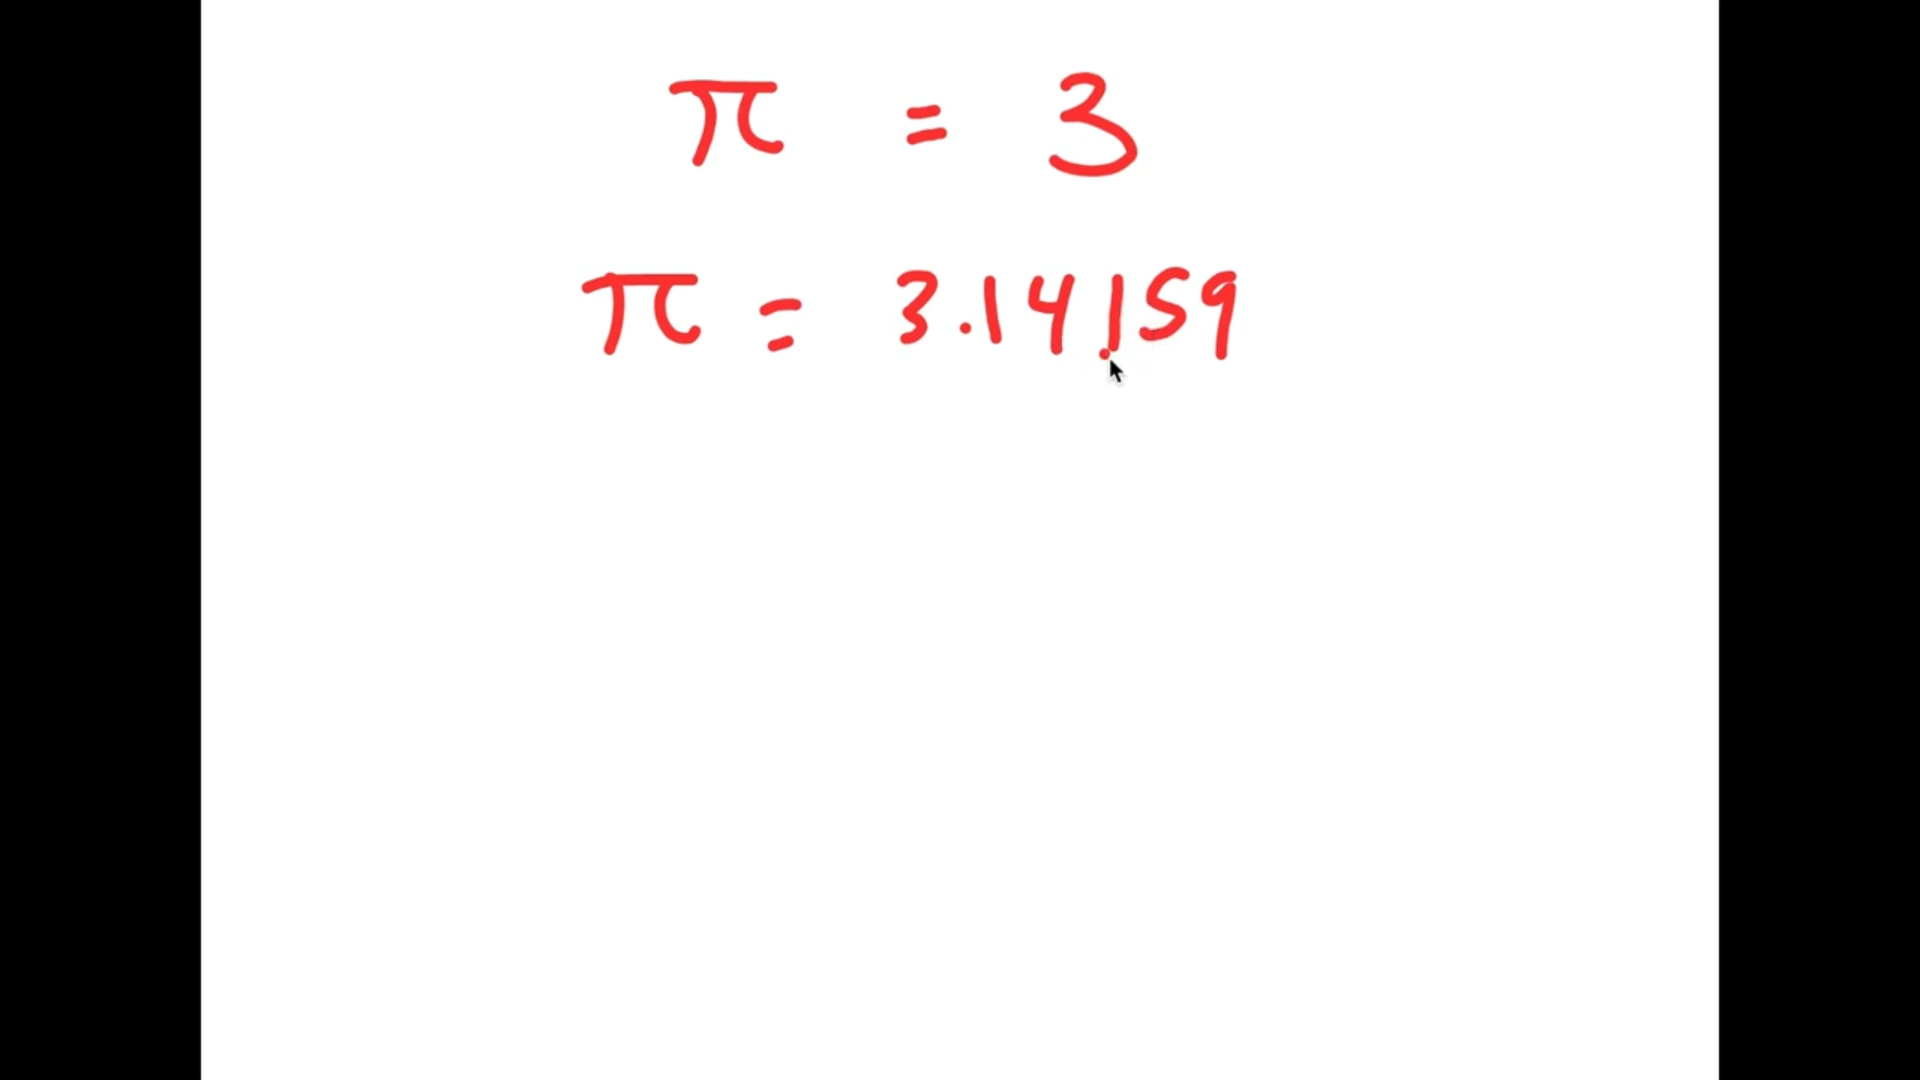 π = 3
π = 3.14159